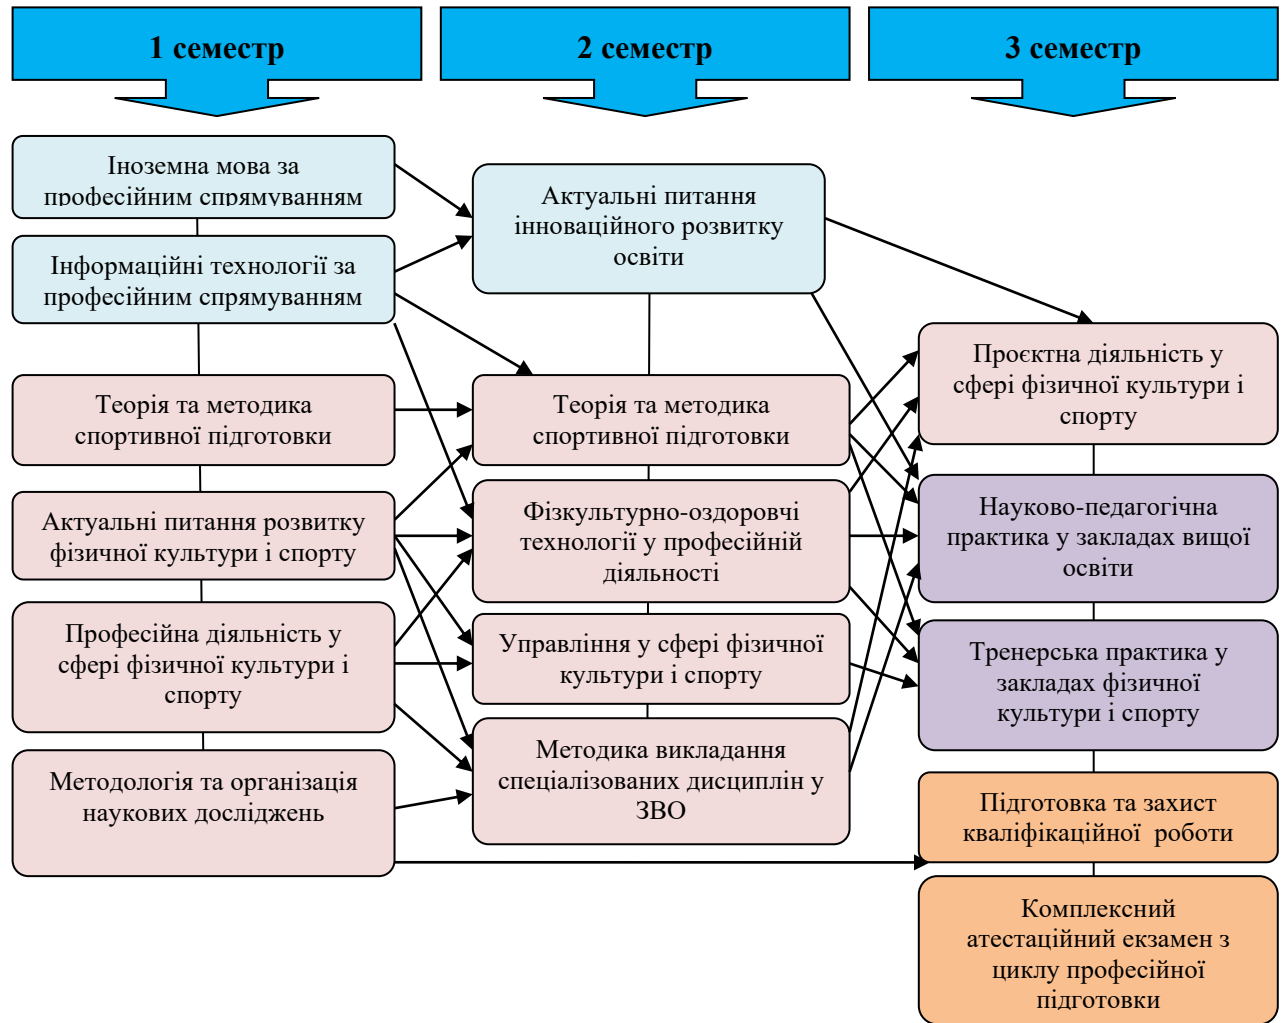 1 семестр
2 семестр
3 семестр
Іноземна мова за
професійним спрямуванням
Інформаційні технології за
професійним спрямуванням
Теорія та методика
спортивної підготовки
Актуальні питання розвитку
фізичної культури і спорту
Професійна діяльність у
сфері фізичної культури і
спорту
Методологія та організація
наукових досліджень
Актуальні питання
інноваційного розвитку
освіти
Теорія та методика
спортивної підготовки
Фізкультурно-оздоровчі
технології у професійній
діяльності
Управління у сфері фізичної
культури і спорту
Методика викладання
спеціалізованих дисциплін у
ЗВО
Проєктна діяльність у
сфері фізичної культури і
спорту
Науково-педагогічна
практика у закладах вищої
освіти
Тренерська практика у
закладах фізичної
культури і спорту
Підготовка та захист
кваліфікаційної роботи
Комплексний
атестаційний екзамен з
циклу професійної
підготовки